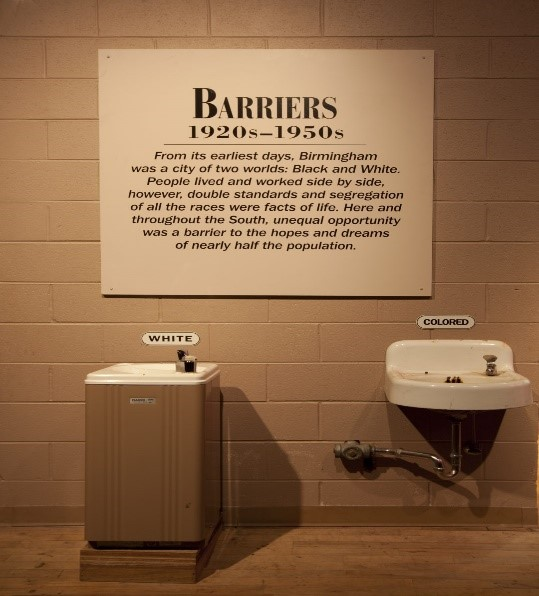 BARRIERS
1920s–1950s
From its earliest days, Birmingham
was a city of two worlds: Black and White.
People lived and worked side by side,
however, double standards and segregation
of all the races were facts of life. Here and
throughout the South, unequal opportunity
was a barrier to the hopes and dreams
of nearly half the population.
WHITE
COLORED